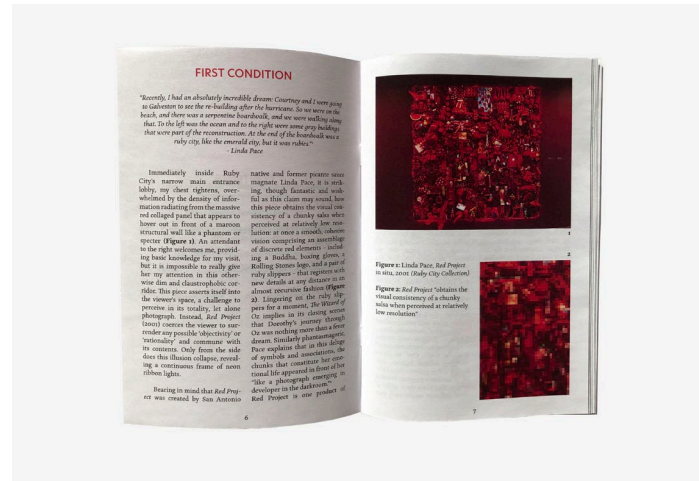 FIRST CONDITION
"Recently, I had an absolutely incredible dream: Courtney and I were going
to Galveston to see the re-building after the hurricane. So we were on the
beach, and there was a serpentine boardwalk, and we were walking along
that. To the left was the ocean and to the right were some gray buildings
that were part of the reconstruction. At the end of the boardwalk was a
ruby city, like the emerald city, but it was rubies."
- Linda Pace
Immediately inside Ruby
City's narrow main entrance
lobby, my chest tightens, over-
whelmed by the density of infor-
mation radiating from the massive
red collaged panel that appears to
hover out in front of a maroon
structural wall like a phantom or
specter (Figure 1). An attendant
to the right welcomes me, provid-
ing basic knowledge for my visit,
but it is impossible to really give
her my attention in this other-
wise dim and claustrophobic cor-
ridor. This piece asserts itself into
the viewer's space, a challenge to
perceive in its totality, let alone
photograph. Instead, Red Project
(2001) coerces the viewer to sur-
render any possible 'objectivity' or
'rationality' and commune with
its contents. Only from the side
does this illusion collapse, reveal-
ing a continuous frame of neon
ribbon lights.
Bearing in mind that Red Proj-
ect was created by San Antonio
native and former picante sauce
magnate Linda Pace, it is strik-
ing, though fantastic and wish-
ful as this claim may sound, how
this piece obtains the visual con-
sistency of a chunky salsa when
perceived at relatively low reso-
lution: at once a smooth, cohesive
vision comprising an assemblage
of discrete red elements - includ-
ing a Buddha, boxing gloves, a
Rolling Stones logo, and a pair of
ruby slippers - that registers with
new details at any distance in an
almost recursive fashion (Figure
2). Lingering on the ruby slip-
pers for a moment, The Wizard of
Oz implies in its closing scenes
that Dorothy's journey through
Oz was nothing more than a fever
dream. Similarly phantasmagoric,
Pace explains that in this deluge
of symbols and associations, the
chunks that constitute her emo-
tional life appeared in front of her
"like a photograph emerging in
developer in the darkroom."
Red Project is one product of
6
1
2
Figure 1: Linda Pace, Red Project
in situ, 2001 (Ruby City Collection)
Figure 2: Red Project "obtains the
visual consistency of a chunky
salsa when perceived at relatively
low resolution"
7